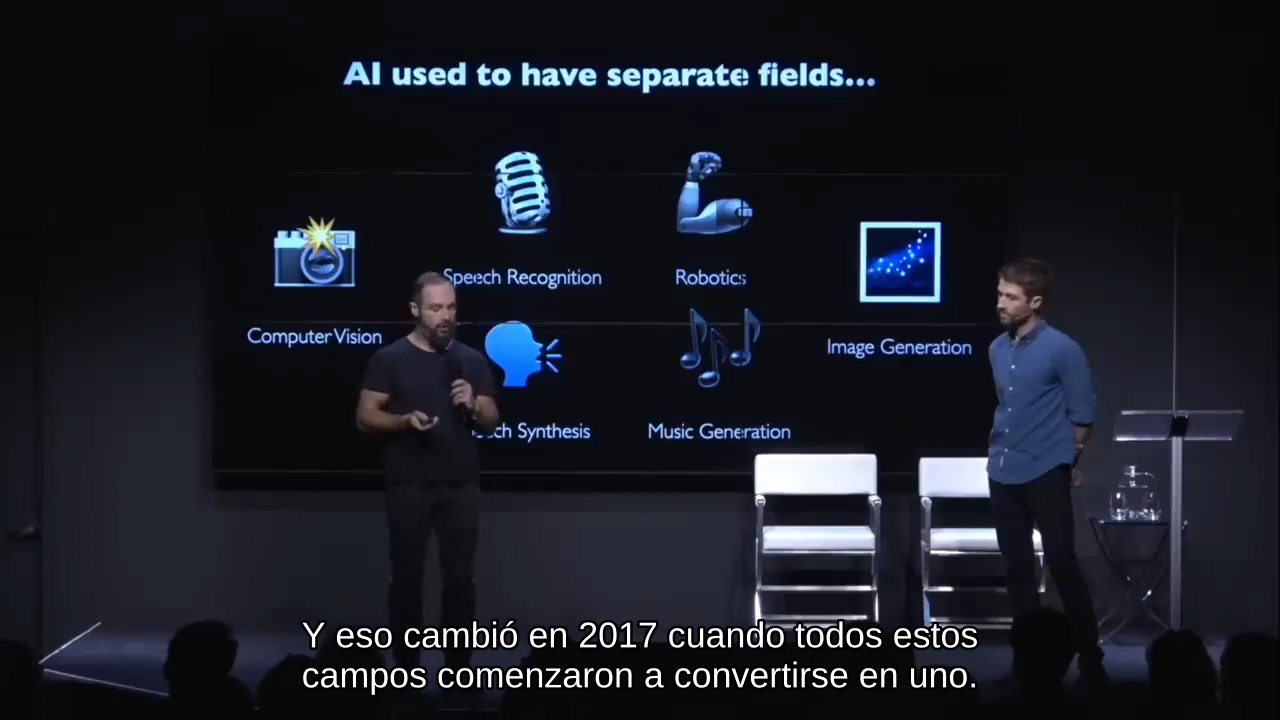 AI used to have separate fields...
Speech Recognition
Robotics
Computer Vision
Image Generation
Synthesis
Music Generation
Y eso cambió en 2017 cuando todos estos
campos comenzaron a convertirse en uno.